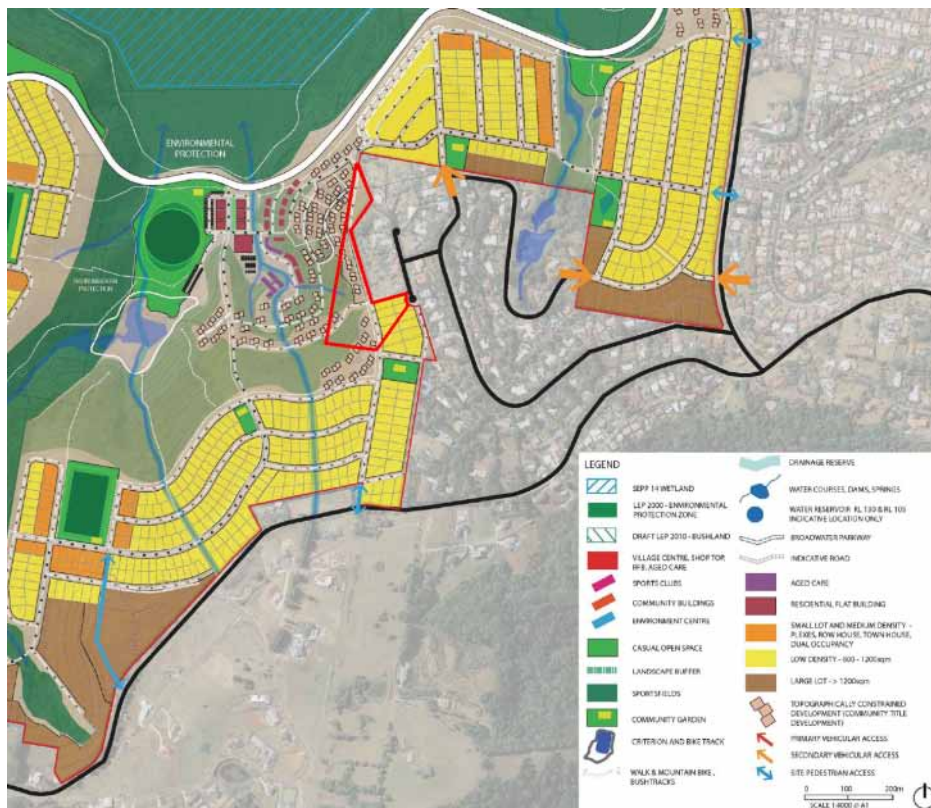 ENVIRONMENTAL
PROTECTION
PROTECTION
LEGEND
SEPP 14 WETLAND
LEP 2000 - ENVIRONMENTAL
PROTECTION ZONE
DRAFT LEP 2010 - BUSHLAND
VILLAGE CENTRE, SHOP TOP,
RFB, AGED CARE
SPORTS CLUBS
COMMUNITY BUILDINGS
ENVIRONMENT CENTRE
CASUAL OPEN SPACE
LANDSCAPE BUFFER
SPORTSFIELDS
COMMUNITY GARDEN
CRITERION AND BIKE TRACK
WALK & MOUNTAIN BIKE,
BUSHTRACKS
DRAINAGE RESERVE
WATER COURSES, DAMS, SPRINGS
WATER RESERVOIR RL 130 & RL 105
INDICATIVE LOCATION ONLY
BROADWATER PARKWAY
INDICATIVE ROAD
AGED CARE
RESIDENTIAL FLAT BUILDING
SMALL LOT AND MEDIUM DENSITY -
PLEXES, ROW HOUSE, TOWN HOUSE,
DUAL OCCUPANCY
LOW DENSITY - 600 - 1200sqm
LARGE LOT - > 1200sqm
TOPOGRAPHICALLY CONSTRAINED
DEVELOPMENT (COMMUNITY TITLE
DEVELOPMENT)
PRIMARY VEHICULAR ACCESS
SECONDARY VEHICULAR ACCESS
SITE PEDESTRIAN ACCESS
0 100 200m
SCALE 1:4000 @ A1